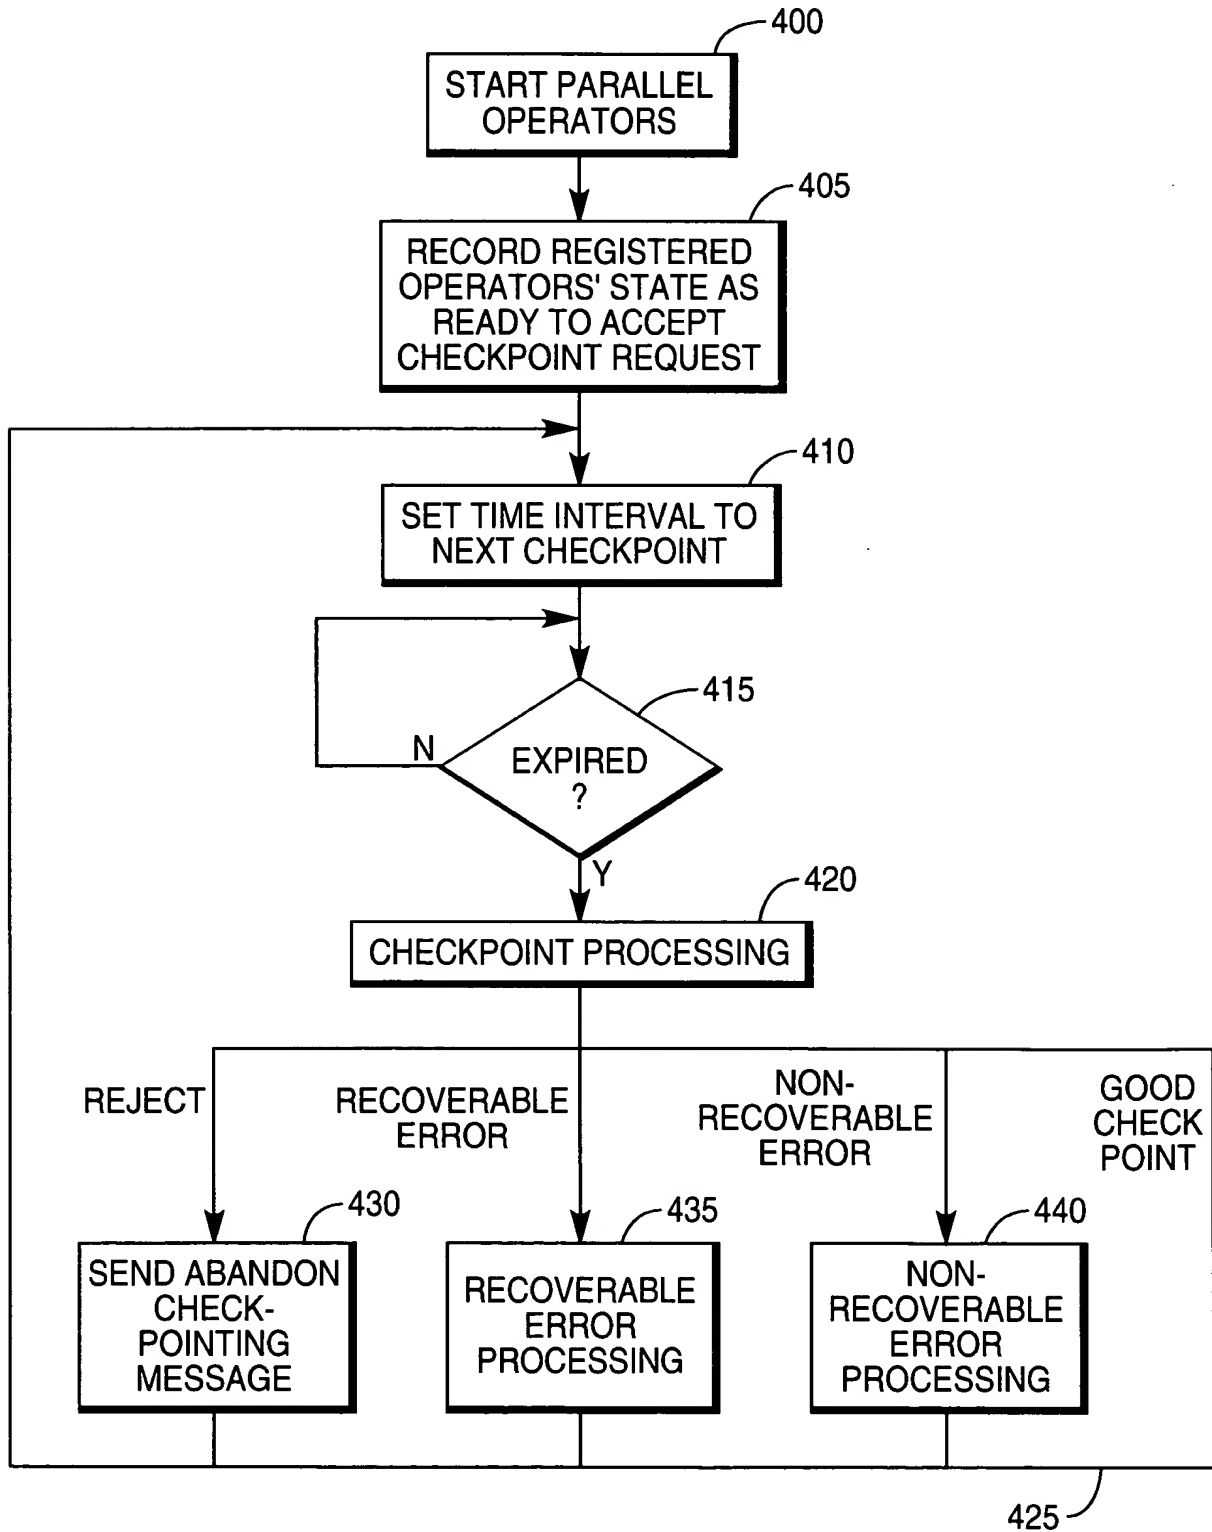 400
START PARALLEL
OPERATORS
405
RECORD REGISTERED
OPERATORS' STATE AS
READY TO ACCEPT
CHECKPOINT REQUEST
410
SET TIME INTERVAL TO
NEXT CHECKPOINT
415
N
EXPIRED
?
Y
420
CHECKPOINT PROCESSING
REJECT
RECOVERABLE
ERROR
NON-
RECOVERABLE
ERROR
GOOD
CHECK
POINT
430
SEND ABANDON
CHECK-
POINTING
MESSAGE
435
RECOVERABLE
ERROR
PROCESSING
440
NON-
RECOVERABLE
ERROR
PROCESSING
425